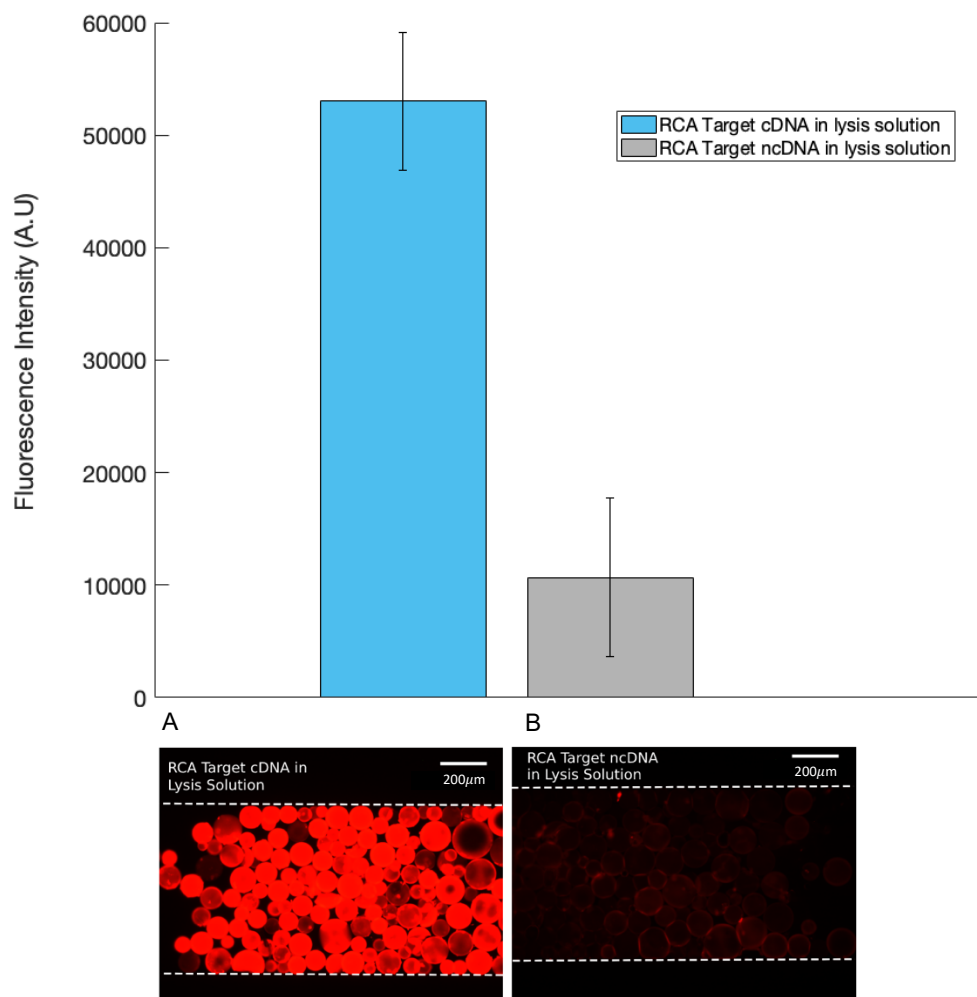 60000
50000
40000
30000
20000
10000
0
Fluorescence Intensity (A.U)
RCA Target cDNA in lysis solution
RCA Target ncDNA in lysis solution
A
B
RCA Target cDNA in
Lysis Solution
200μm
RCA Target ncDNA
in Lysis Solution
200μm